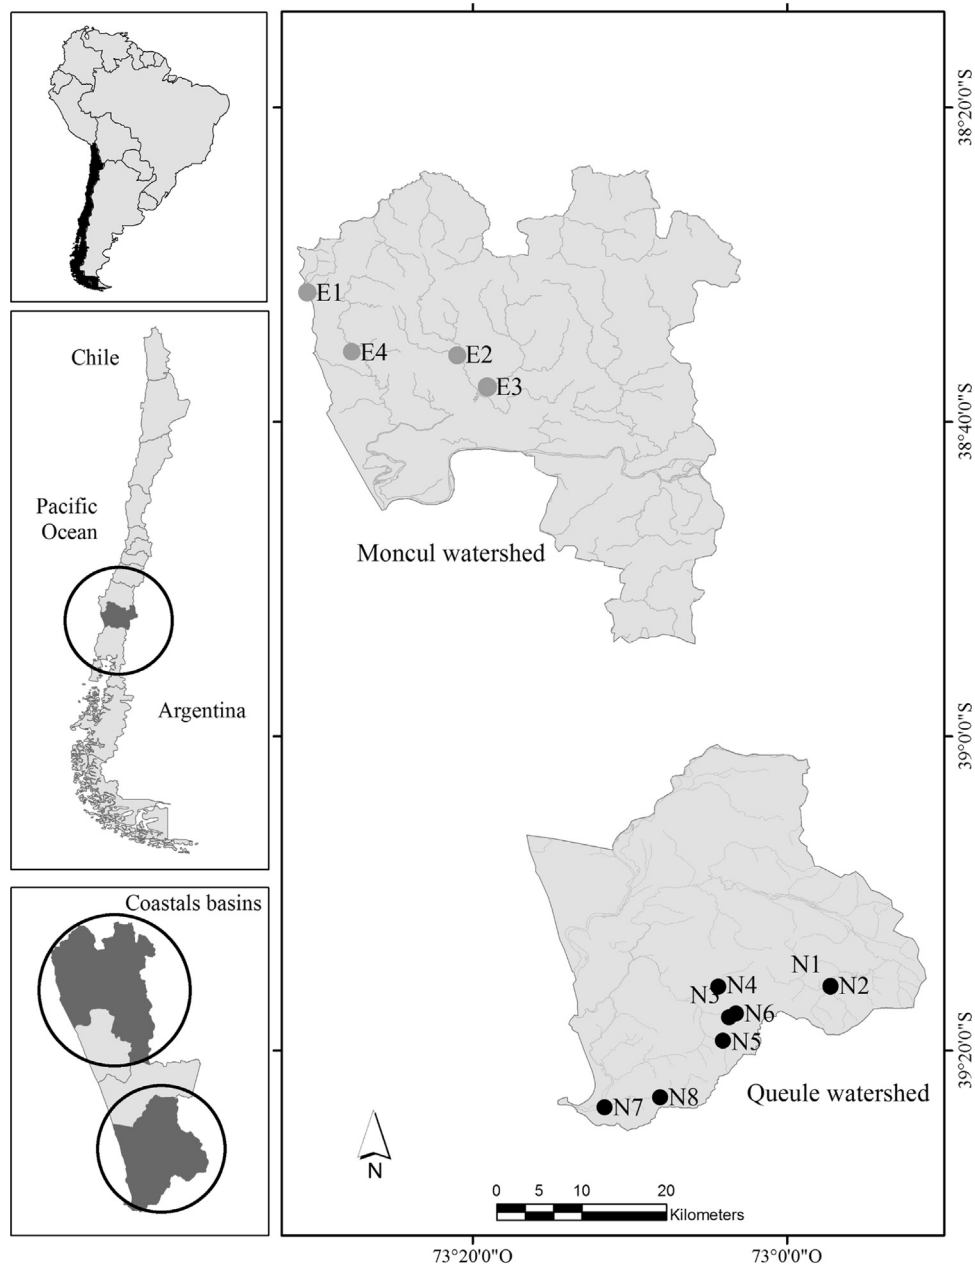 Chile
Pacific
Ocean
Argentina
Coastals basins
E1
E4
E2
E3
Moncul watershed
N1
N2
N4
N3
N6
N5
N8
N7
Queule watershed
N
0 5 10 20
Kilometers
38°20'0"S
38°40'0"S
39°0'0"S
39°20'0"S
73°20'0"O
73°0'0"O